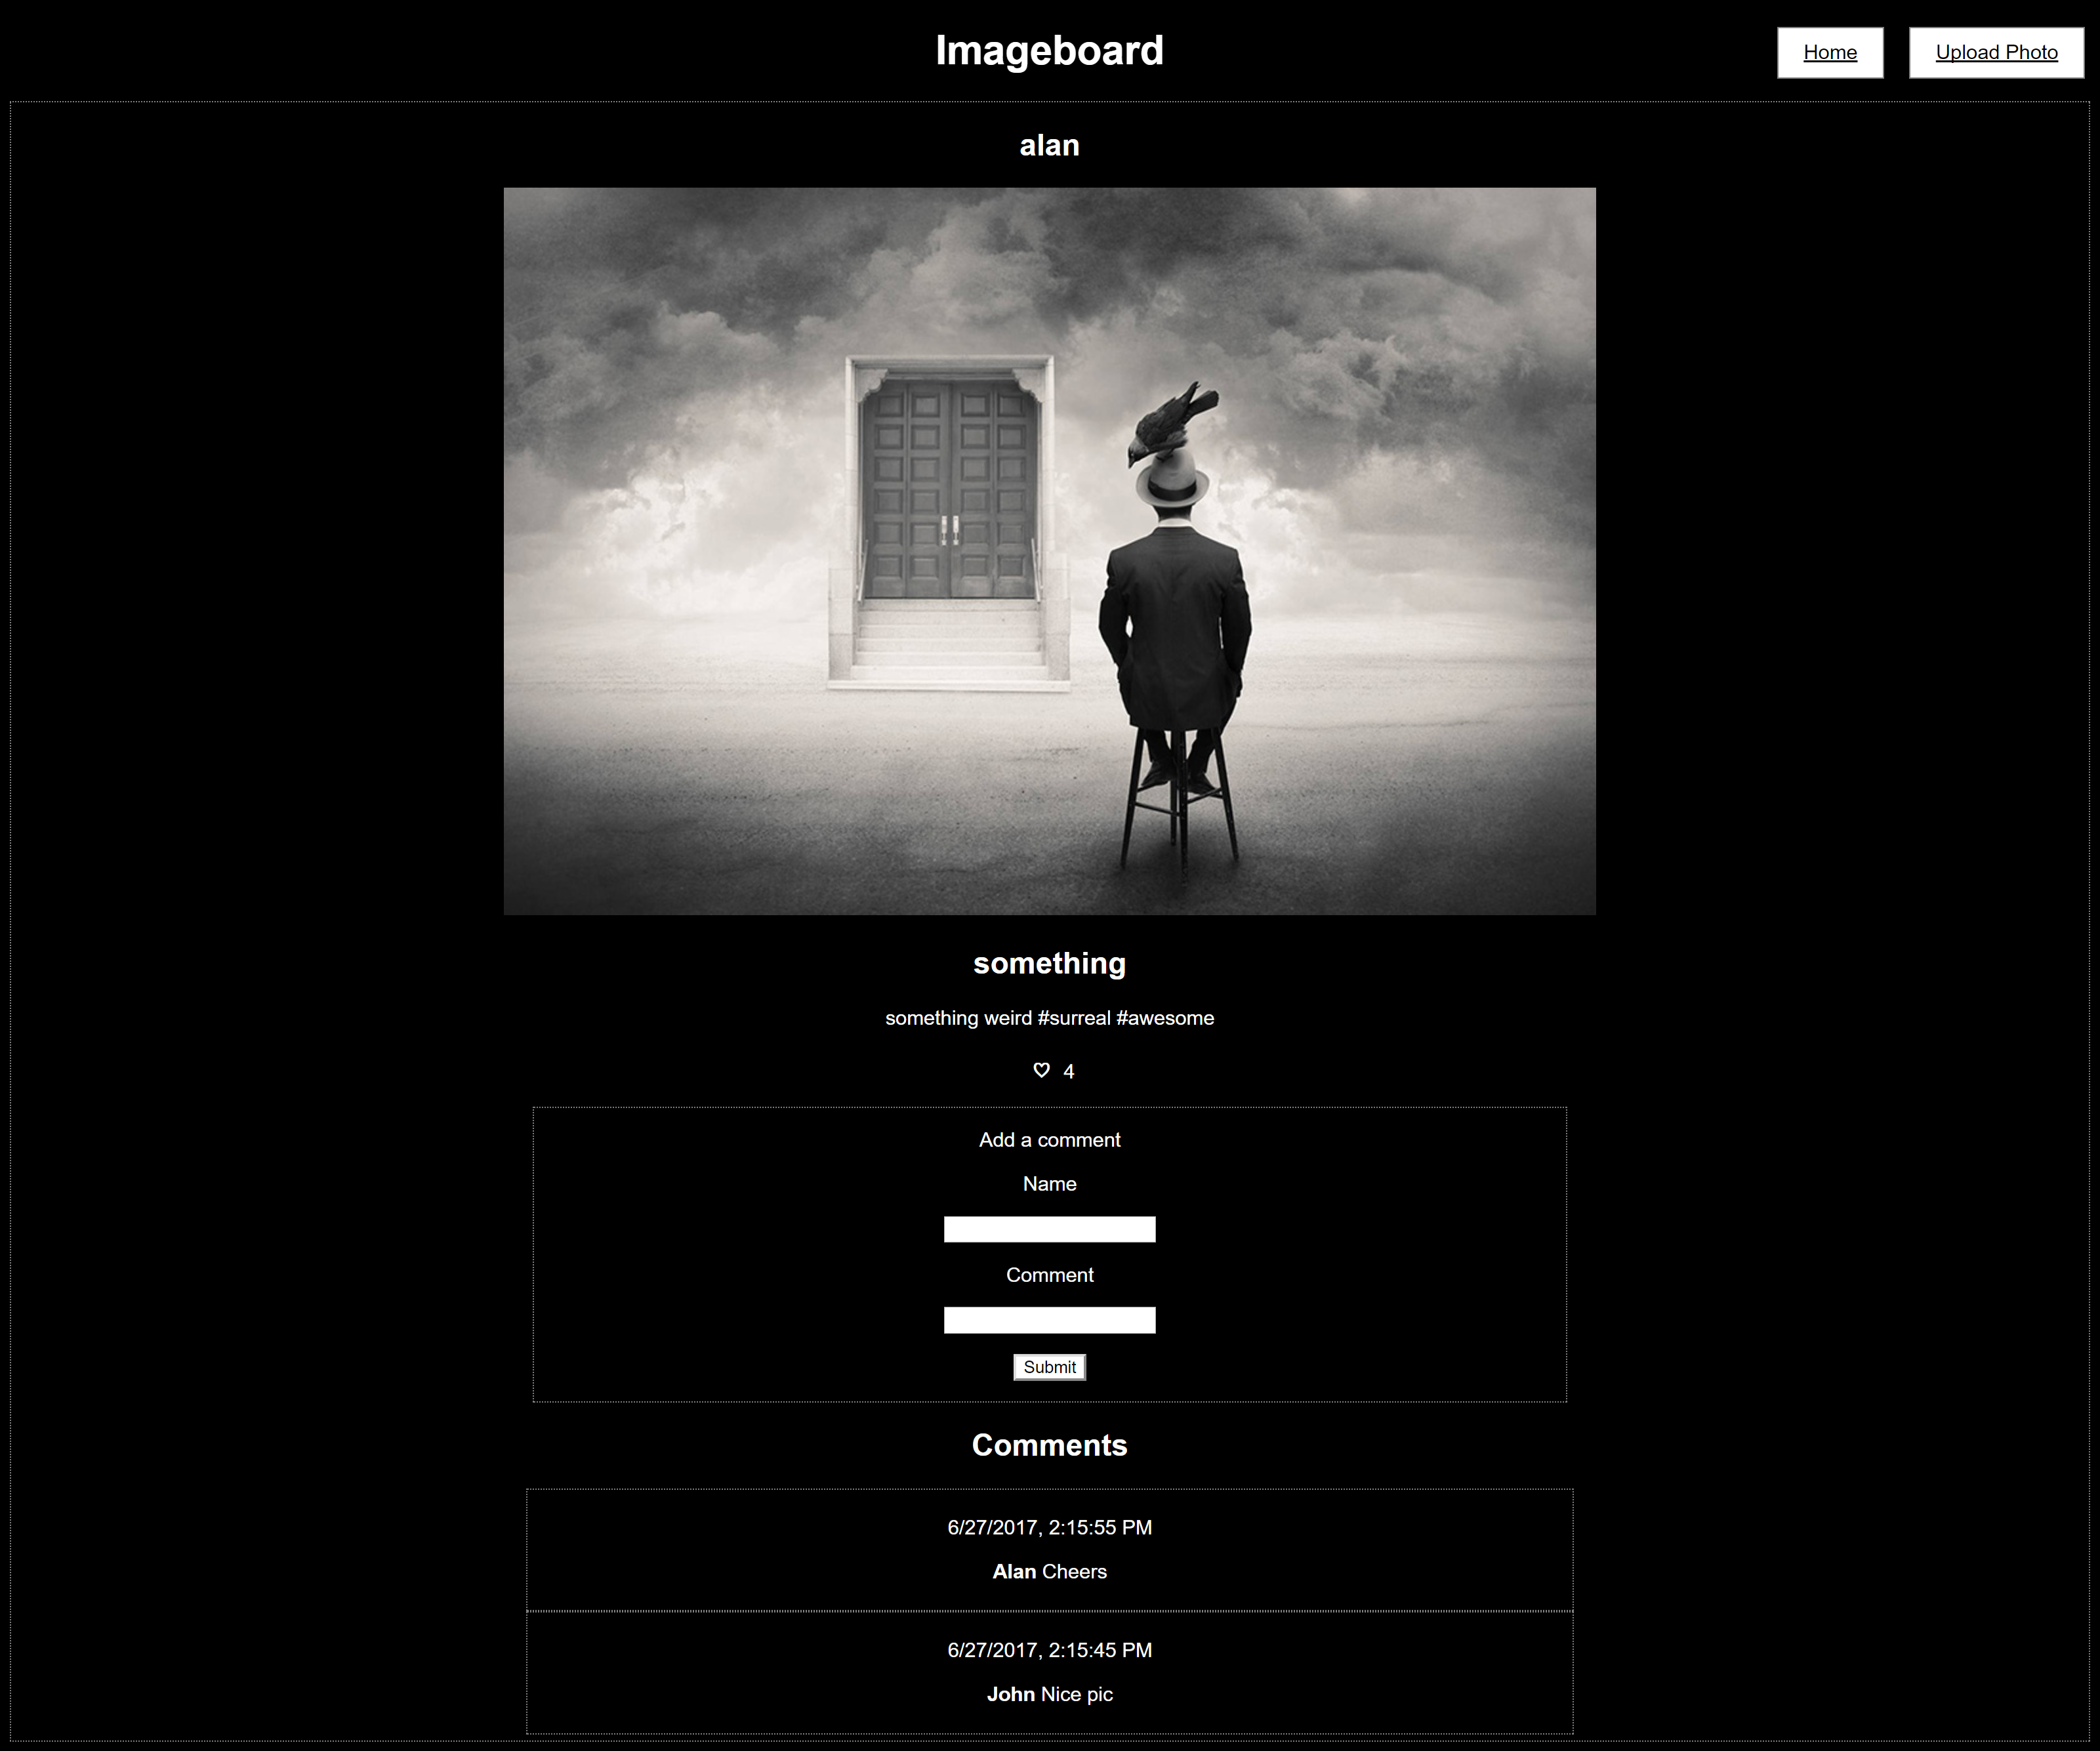 Imageboard
Home
Upload Photo
alan
something
something weird #surreal #awesome
4
Add a comment
Name
Comment
Submit
Comments
6/27/2017, 2:15:55 PM
Alan Cheers
6/27/2017, 2:15:45 PM
John Nice pic